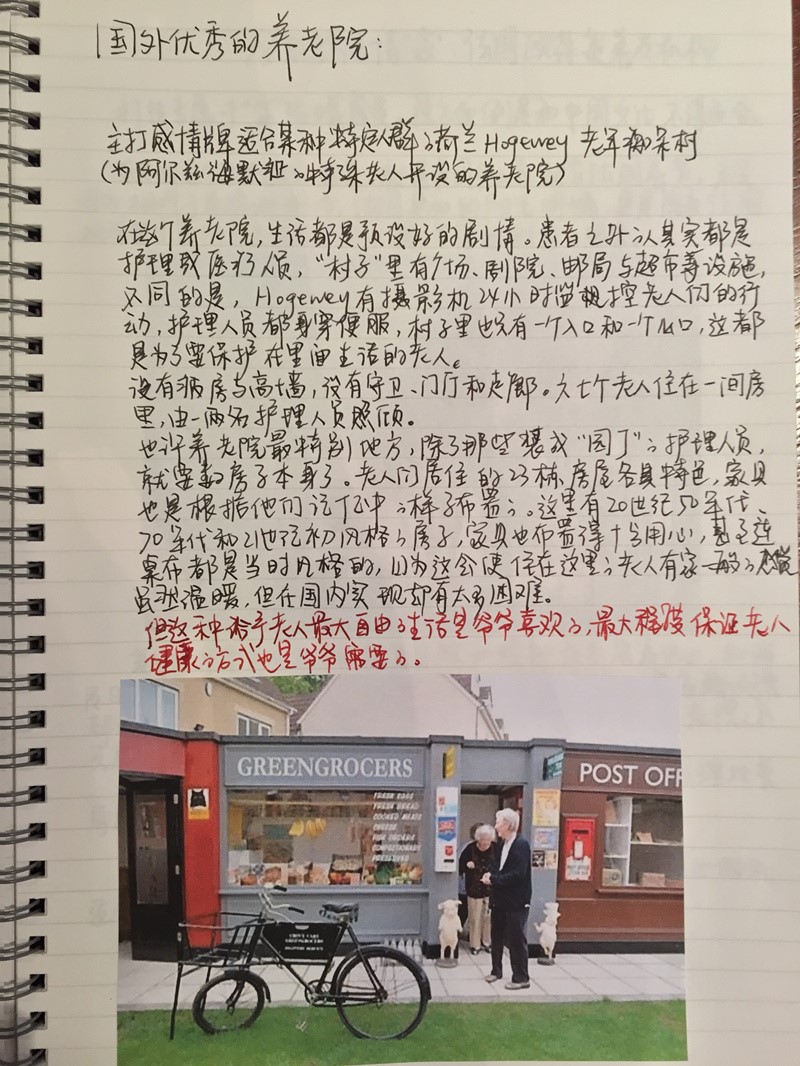 国外优秀的养老院:
主打感情牌适合某种特定人群的荷兰Hogewey 老年痴呆村
(为阿尔兹海默症的特殊老人开设的养老院)
在这个养老院,生活都是预设好的剧情。患者之外的人其实都是
护理或医疗人员,“村子”里有广场、剧院、邮局与超市等设施,
不同的是,Hogewey有摄影机24小时监控老人们的行
动,护理人员都身穿便服,村子里也只有一个入口和一个出口,这都
是为了要保护在里面生活的老人。
没有病房与高墙,没有守卫、门厅和走廊。六七个老人住在一间房
里,由一两名护理人员照顾。
也许养老院最特别地方,除了那些装成“园丁”的护理人员,
就要数房子本身了。老人们居住的23栋房屋各具特色,家具
也是根据他们记忆中的样子布置的。这里有20世纪50年代、
70年代和21世纪初风格的房子,家具也布置得十分用心,甚至连
桌布都是当时风格的,因为这会使住在这里的老人有家一般的感觉
虽然温暖,但在国内实现却有太多困难。
但这种给予老人最大自由的生活是爷爷喜欢的,最大程度保证老人
健康的方式也是爷爷需要的。
GREENGROCERS
POST OFF
FRESH EGGS
FRESH BREAD
COOKED MEATS
CHEESE
CONFECTIONARY
PRESERVES
GREENGROCERS